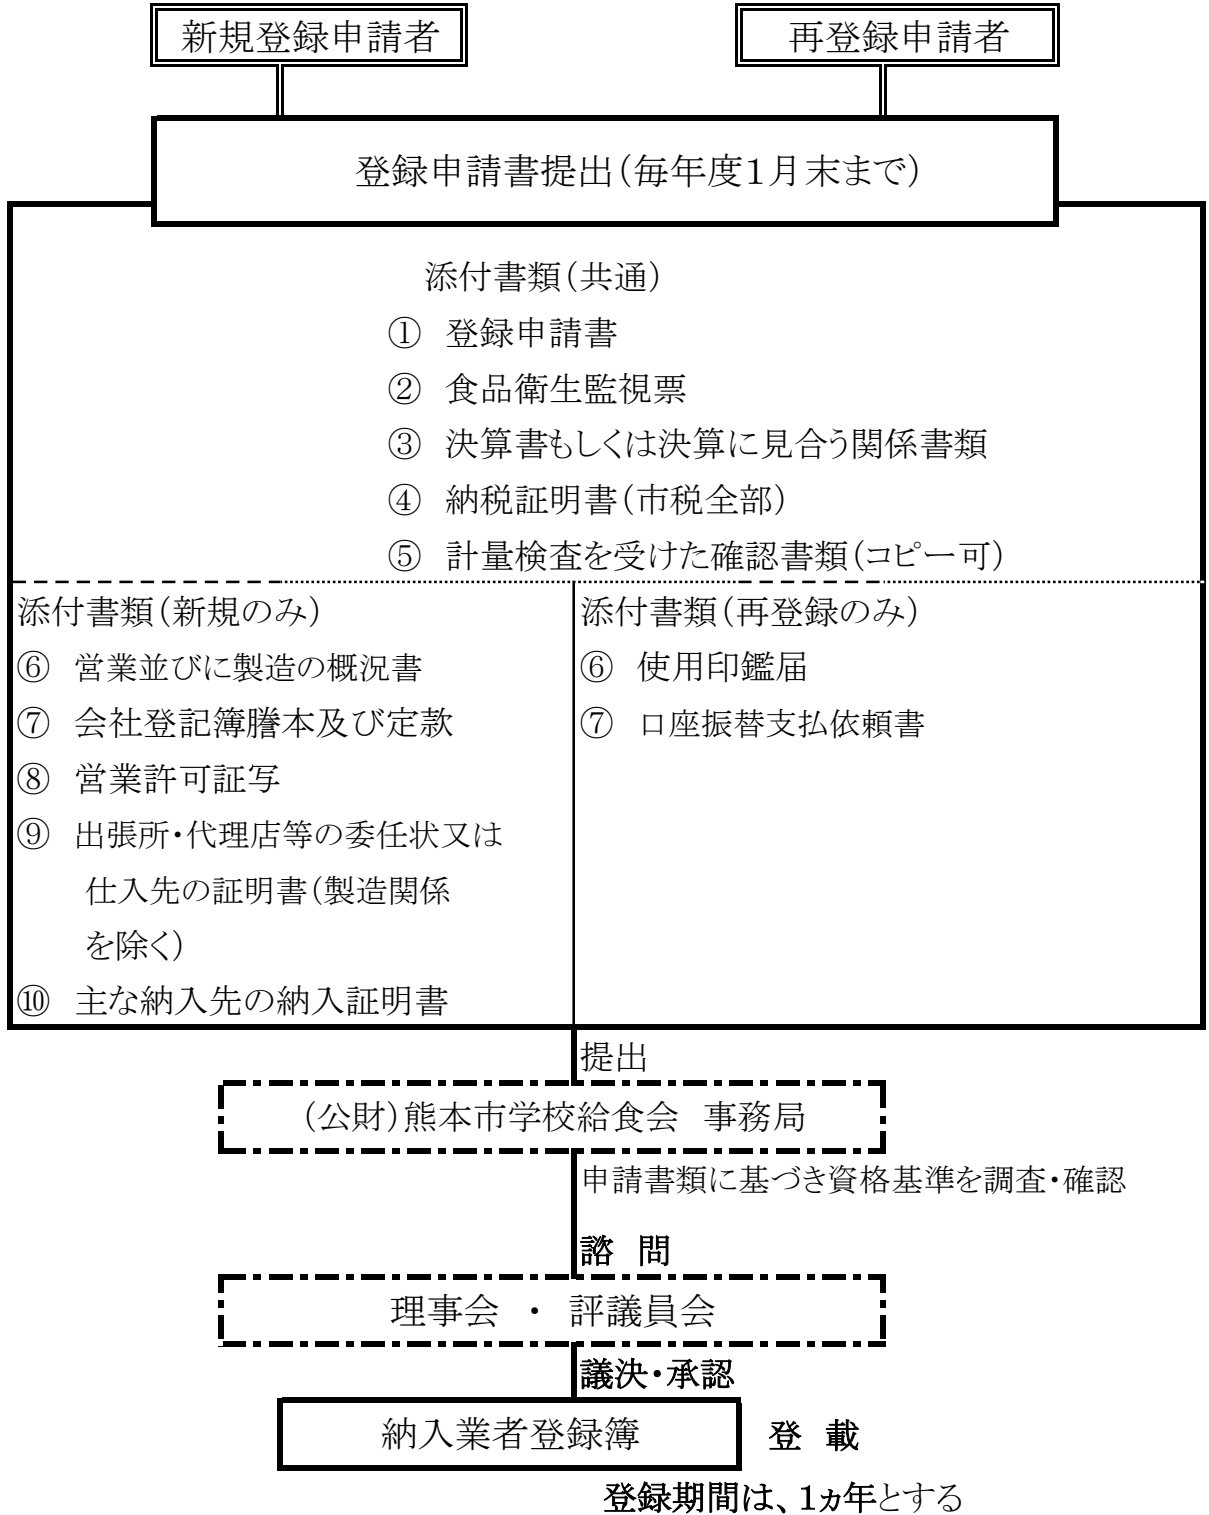 新規登録申請者
再登録申請者
登録申請書提出（毎年度１月末まで）
添付書類（共通）
①　登録申請書
②　食品衛生監視票
③　決算書もしくは決算に見合う関係書類
④　納税証明書（市税全部）
⑤　計量検査を受けた確認書類（コピー可）
添付書類（新規のみ）
⑥　営業並びに製造の概況書
⑦　会社登記簿謄本及び定款
⑧　営業許可証写
⑨　出張所・代理店等の委任状又は
仕入先の証明書（製造関係
を除く）
⑩　主な納入先の納入証明書
添付書類（再登録のみ）
⑥　使用印鑑届
⑦　口座振替支払依頼書
提出
（公財）熊本市学校給食会　事務局
申請書類に基づき資格基準を調査・確認
諮　問
理事会　・　評議員会
議決・承認
納入業者登録簿
登　載
登録期間は、１ヵ年とする